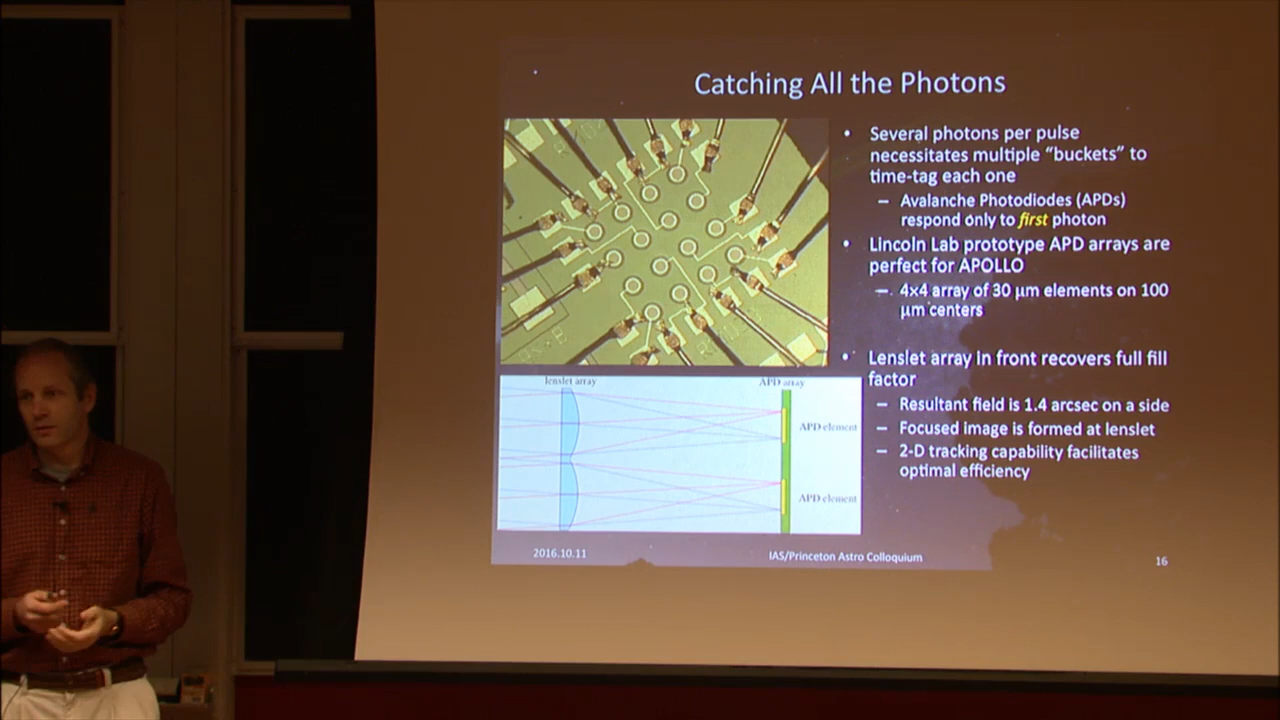 Catching All the Photons
• Several photons per pulse
necessitates multiple “buckets” to
time-tag each one
– Avalanche Photodiodes (APDs)
respond only to first photon
• Lincoln Lab prototype APD arrays are
perfect for APOLLO
– 4x4 array of 30 μm elements on 100
μm centers
• Lenslet array in front recovers full fill
factor
– Resultant field is 1.4 arcsec on a side
– Focused image is formed at lenslet
– 2-D tracking capability facilitates
optimal efficiency
lenslet array
APD array
APD element
APD element
2016.10.11
IAS/Princeton Astro Colloquium
16